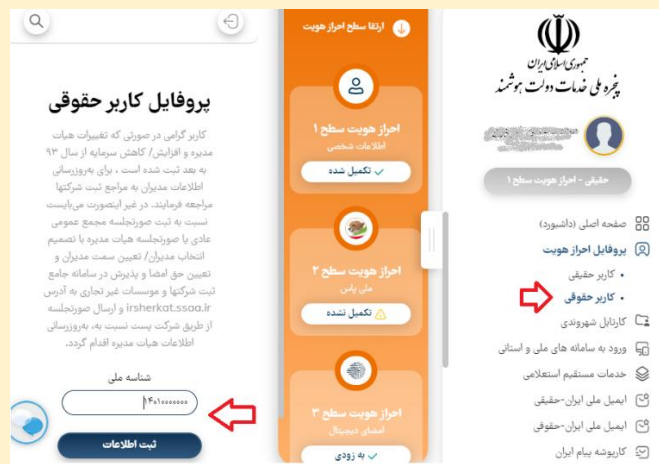 جمهوری اسلامی ایران
پنجره ملی خدمات دولت هوشمند
حقیقی - احراز هویت سطح ۱
صفحه اصلی (داشبورد)
پروفایل احراز هویت
کاربر حقیقی
کاربر حقوقی
کارتابل شهروندی
ورود به سامانه های ملی و استانی
خدمات مستقیم استعلامی
ایمیل ملی ایران-حقیقی
ایمیل ملی ایران-حقوقی
کارپوشه پیام ایران
ارتقا سطح احراز هویت
احراز هویت سطح ۱
اطلاعات شخصی
تکمیل شده
احراز هویت سطح ۲
ملی پلس
تکمیل نشده
احراز هویت سطح ۳
امضای دیجیتال
به زودی
پروفایل کاربر حقوقی
کاربر گرامی در صورتی که تغییرات هیات
مدیره و افزایش/ کاهش سرمایه از سال ۹۳
به بعد ثبت شده است ، برای به‌روزرسانی
اطلاعات مدیران به مراجع ثبت شرکتها
مراجعه فرمایند. در غیر اینصورت می‌بایست
نسبت به ثبت صورتجلسه مجمع عمومی
عادی یا صورتجلسه هیات مدیره با تصمیم
انتخاب مدیران/ تعیین سمت مدیران و
تعیین حق امضا و پذیرش در سامانه جامع
ثبت شرکتها و موسسات غیر تجاری به آدرس
irsherkat.ssaa.ir و ارسال صورتجلسه
از طریق شرکت پست نسبت به، به‌روزرسانی
اطلاعات هیات مدیره اقدام گردد.
شناسه ملی
۱۴۰۱۰۰۰۰۰۰۰
ثبت اطلاعات